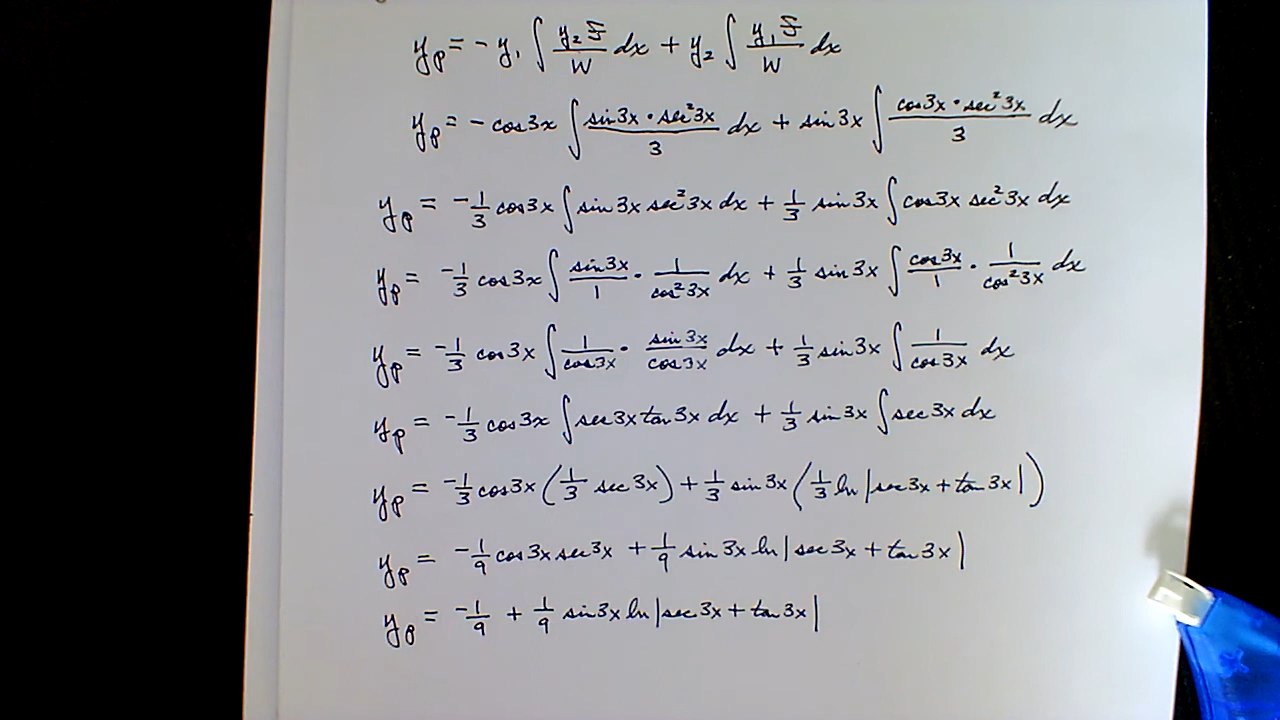 y_p = -y₁ ∫ y₂F/W dx + y₂ ∫ y₁F/W dx
y_p = -cos3x ∫ sin3x · sec²3x / 3 dx + sin3x ∫ cos3x · sec²3x / 3 dx
y_p = -1/3 cos3x ∫ sin3x sec²3x dx + 1/3 sin3x ∫ cos3x sec²3x dx
y_p = -1/3 cos3x ∫ sin3x/1 · 1/cos²3x dx + 1/3 sin3x ∫ cos3x/1 · 1/cos²3x dx
y_p = -1/3 cos3x ∫ 1/cos3x · sin3x/cos3x dx + 1/3 sin3x ∫ 1/cos3x dx
y_p = -1/3 cos3x ∫ sec3x tan3x dx + 1/3 sin3x ∫ sec3x dx
y_p = -1/3 cos3x (1/3 sec3x) + 1/3 sin3x (1/3 ln |sec3x + tan3x|)
y_p = -1/9 cos3x sec3x + 1/9 sin3x ln |sec3x + tan3x|
y_p = -1/9 + 1/9 sin3x ln |sec3x + tan3x|